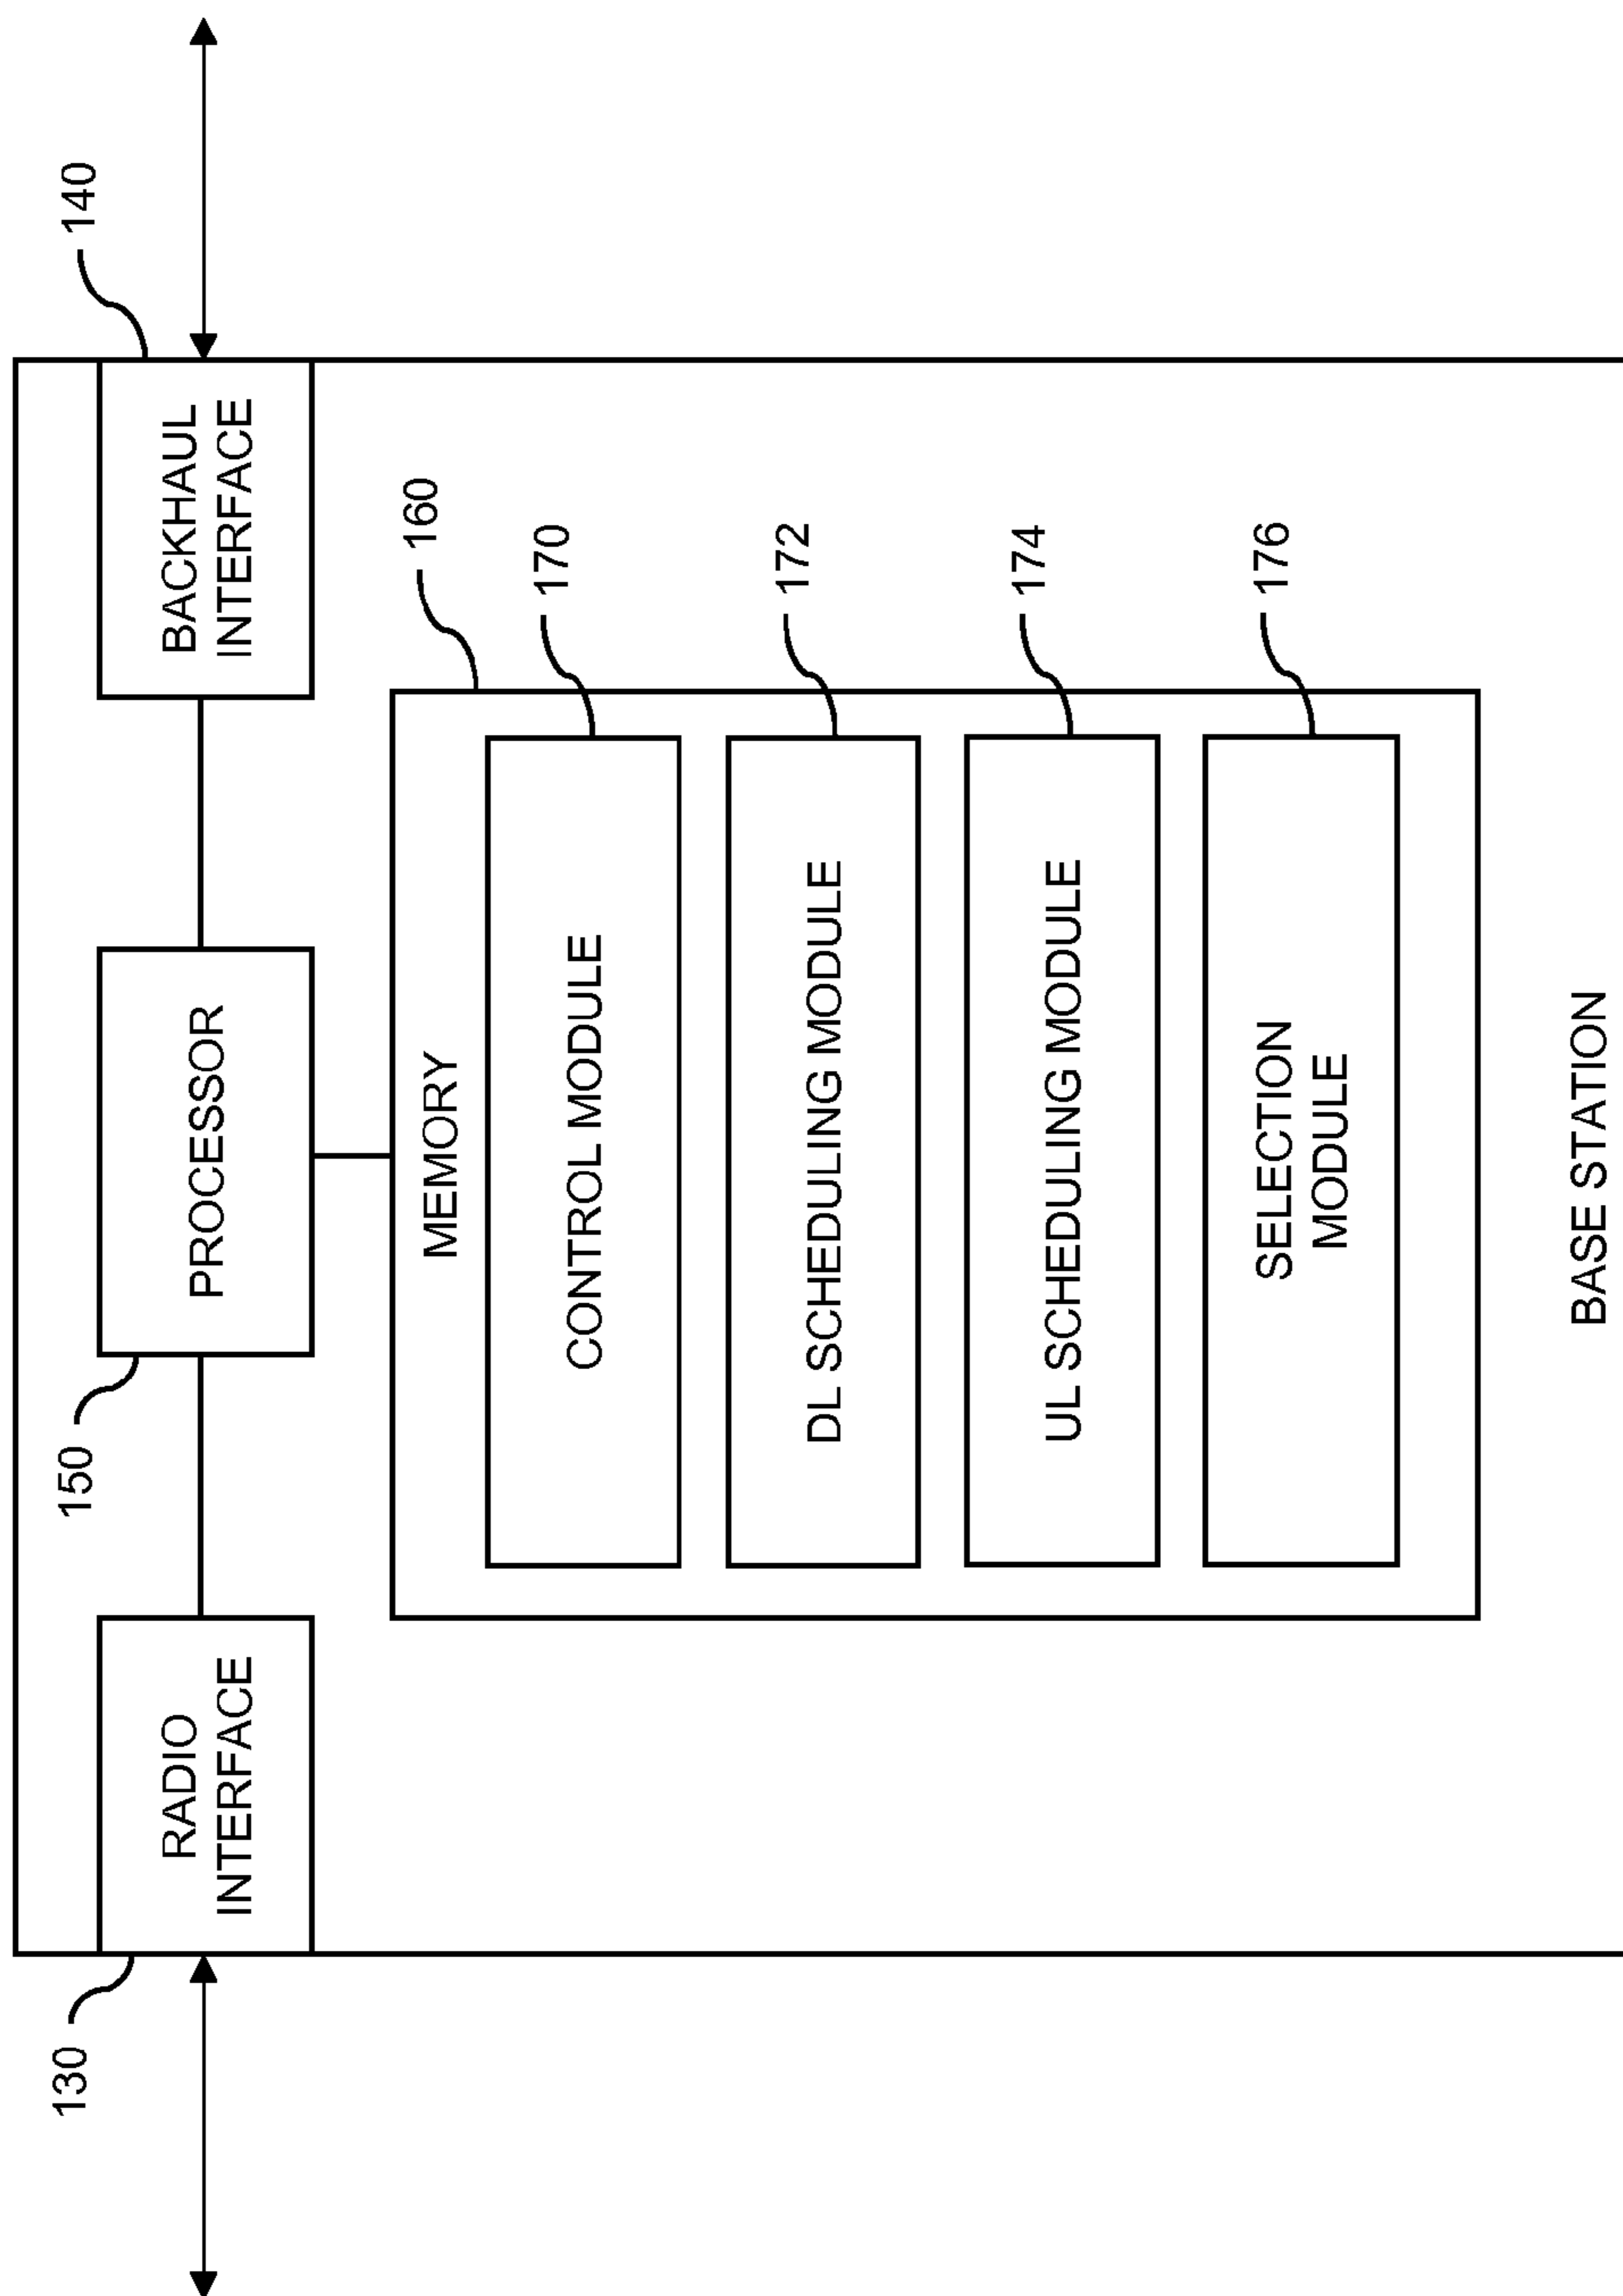 130
150
140
RADIO
INTERFACE
PROCESSOR
BACKHAUL
INTERFACE
160
MEMORY
170
CONTROL MODULE
172
DL SCHEDULING MODULE
174
UL SCHEDULING MODULE
176
SELECTION
MODULE
BASE STATION